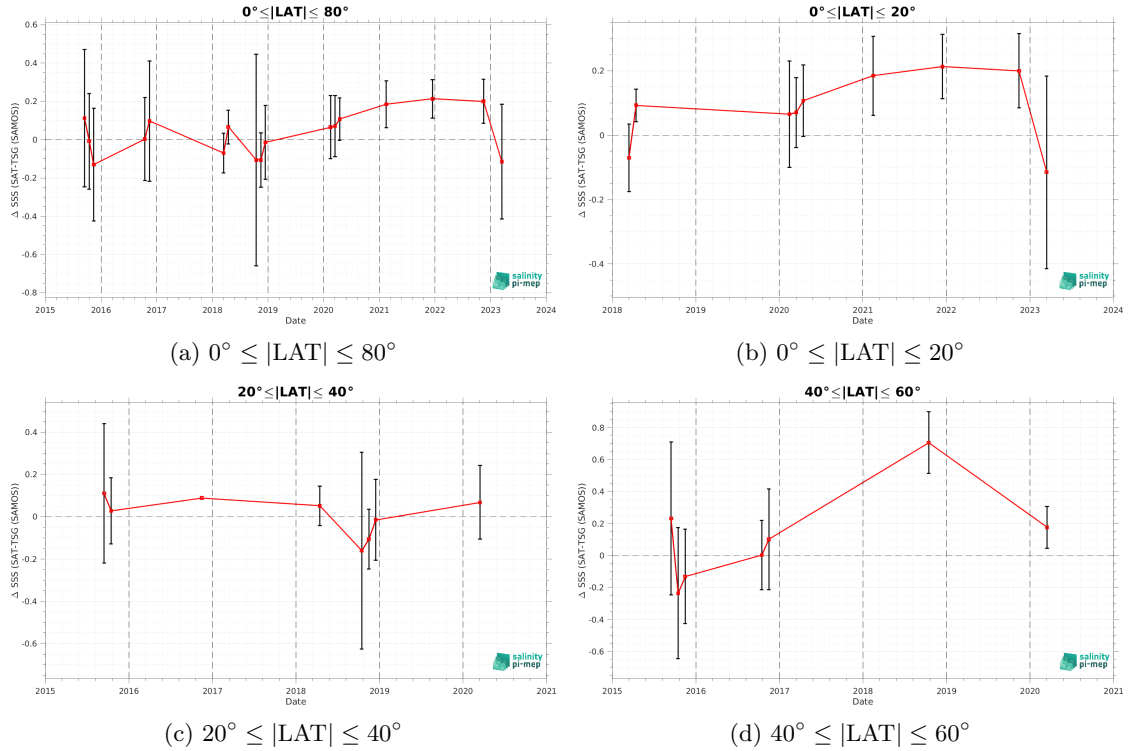 0°≤|LAT|≤ 80°
Δ SSS (SAT-TSG (SAMOS))
0.6
0.4
0.2
0
-0.2
-0.4
-0.6
-0.8
2015 2016 2017 2018 2019 2020 2021 2022 2023 2024
Date
salinity
pi-mep
(a) 0° ≤ |LAT| ≤ 80°
0°≤|LAT|≤ 20°
Δ SSS (SAT-TSG (SAMOS))
0.2
0
-0.2
-0.4
2018 2019 2020 2021 2022 2023 2024
Date
salinity
pi-mep
(b) 0° ≤ |LAT| ≤ 20°
20°≤|LAT|≤ 40°
Δ SSS (SAT-TSG (SAMOS))
0.4
0.2
0
-0.2
-0.4
-0.6
2015 2016 2017 2018 2019 2020 2021
Date
salinity
pi-mep
(c) 20° ≤ |LAT| ≤ 40°
40°≤|LAT|≤ 60°
Δ SSS (SAT-TSG (SAMOS))
0.8
0.6
0.4
0.2
0
-0.2
-0.4
-0.6
2015 2016 2017 2018 2019 2020 2021
Date
salinity
pi-mep
(d) 40° ≤ |LAT| ≤ 60°